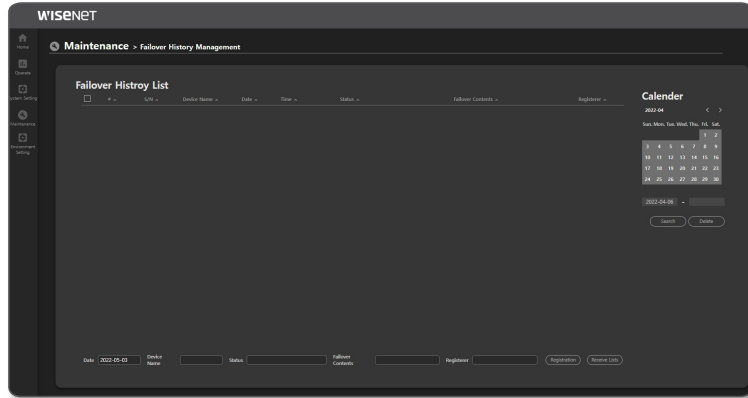 WISENET
Home
Operate
System Setting
Maintenance
Environment
Setting
Maintenance > Failover History Management
Failover Histroy List
# S/N Device Name Date Time Status Failover Contents Registerer
Calender
2022-04 < >
Sun. Mon. Tue. Wed. Thu. Fri. Sat.
1 2
3 4 5 6 7 8 9
10 11 12 13 14 15 16
17 18 19 20 21 22 23
24 25 26 27 28 29 30
2022-04-06 -
Search Delete
Date 2022-05-03 Device Name Status Failover Contents Registerer Registration Receive Lists